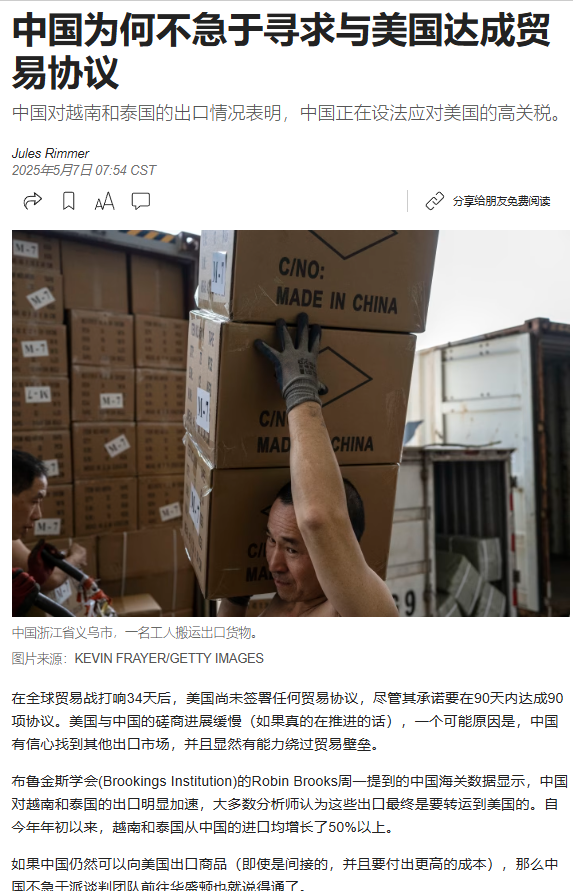 中国为何不急于寻求与美国达成贸
易协议
中国对越南和泰国的出口情况表明，中国正在设法应对美国的高关税。
Jules Rimmer
2025年5月7日 07:54 CST
分享给朋友免费阅读
C/NO:
MADE IN CHINA
M-7
M-7
M-7
M-7
M-7
M-7
M-7
M-7
C/N
MAD CHINA
C/
MA
9
中国浙江省义乌市，一名工人搬运出口货物。
图片来源：KEVIN FRAYER/GETTY IMAGES
在全球贸易战打响34天后，美国尚未签署任何贸易协议，尽管其承诺要在90天内达成90
项协议。美国与中国的磋商进展缓慢（如果真的在推进的话），一个可能原因是，中国
有信心找到其他出口市场，并且显然有能力绕过贸易壁垒。
布鲁金斯学会(Brookings Institution)的Robin Brooks周一提到的中国海关数据显示，中国
对越南和泰国的出口明显加速，大多数分析师认为这些出口最终是要转运到美国的。自
今年年初以来，越南和泰国从中国的进口均增长了50%以上。
如果中国仍然可以向美国出口商品（即使是间接的，并且要付出更高的成本），那么中
国不急于派谈判团队前往华盛顿也就说得通了。